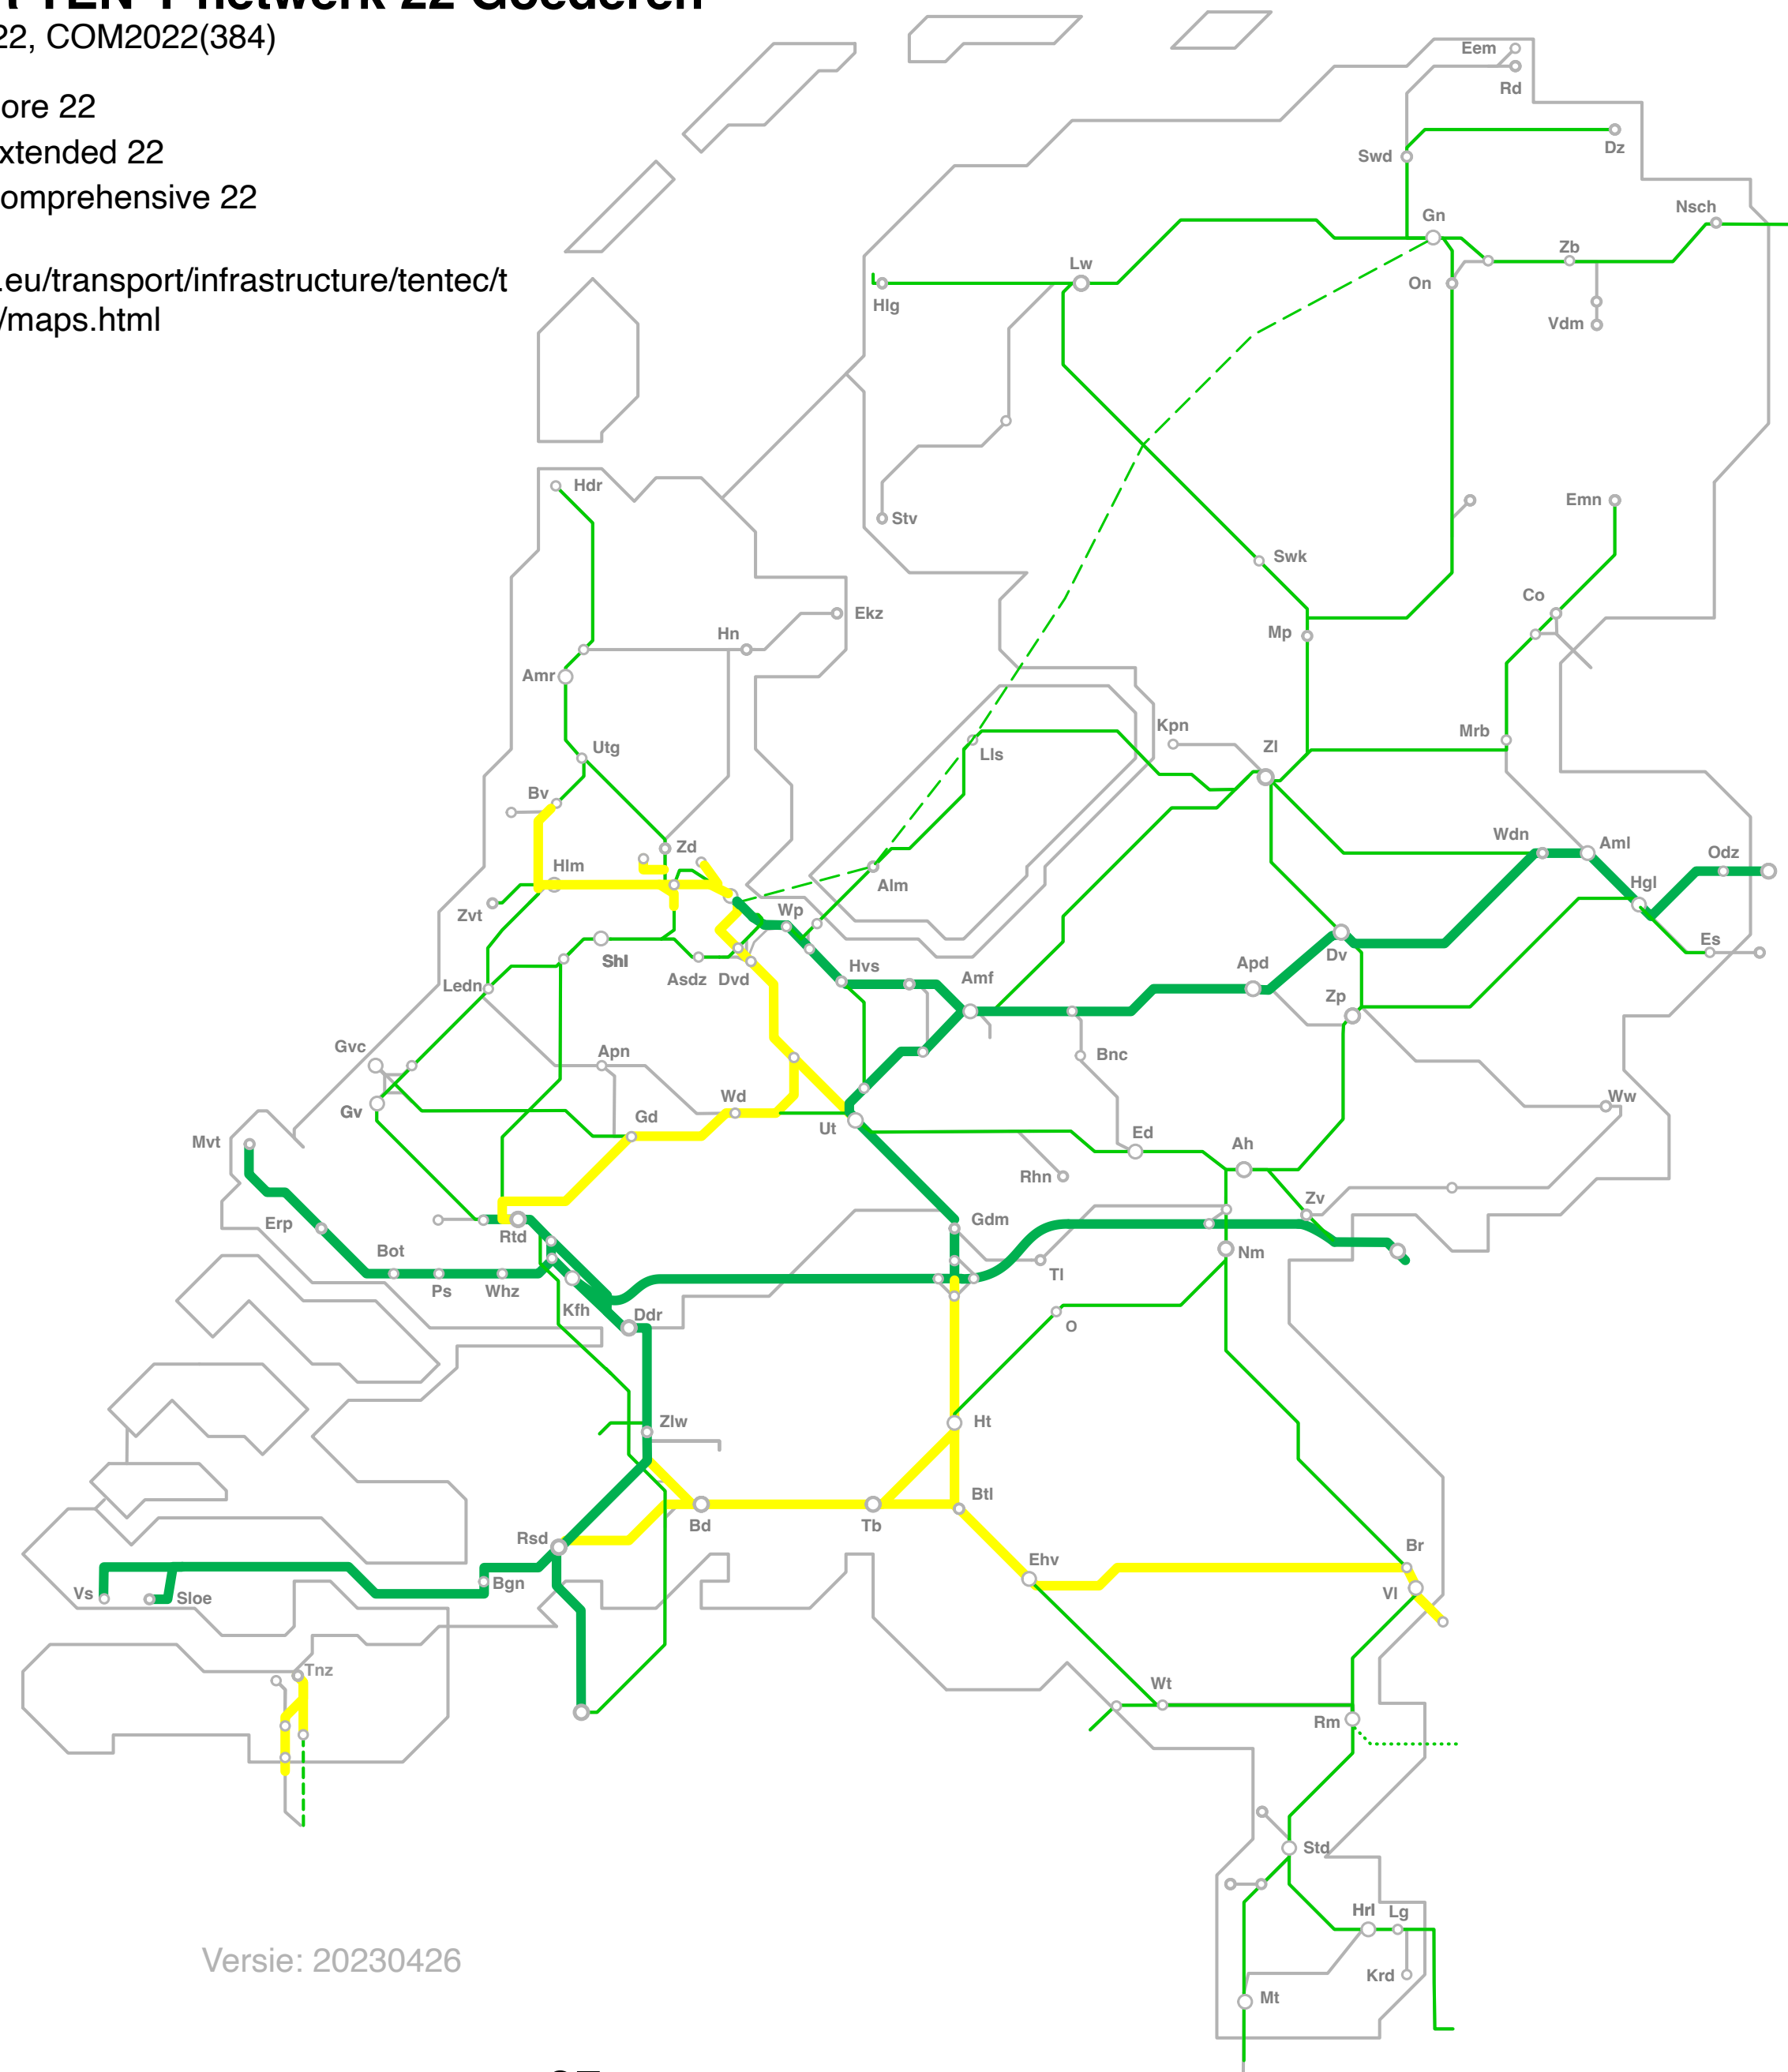 22, COM2022(384)
ore 22
xtended 22
omprehensive 22
.eu/transport/infrastructure/tentec/t
/maps.html
Eem
Rd
Dz
Swd
Nsch
Gn
Zb
Lw
On
Hlg
Vdm
Hdr
Stv
Emn
Swk
Co
Ekz
Hn
Mp
Amr
Kpn
Mrb
Utg
Zl
Lls
Bv
Wdn
Aml
Zd
Odz
Hlm
Alm
Hgl
Zvt
Wp
Es
Shl
Dv
Hvs
Apd
Asdz
Dvd
Amf
Ledn
Zp
Gvc
Apn
Bnc
Wd
Ww
Gv
Gd
Ut
Ed
Mvt
Ah
Rhn
Zv
Erp
Gdm
Rtd
Bot
Nm
Tl
Ps
Whz
Kfh
Ddr
O
Zlw
Ht
Btl
Bd
Tb
Rsd
Br
Ehv
Bgn
Vl
Vs
Sloe
Tnz
Wt
Rm
Std
Hrl
Lg
Krd
Versie: 20230426
Mt